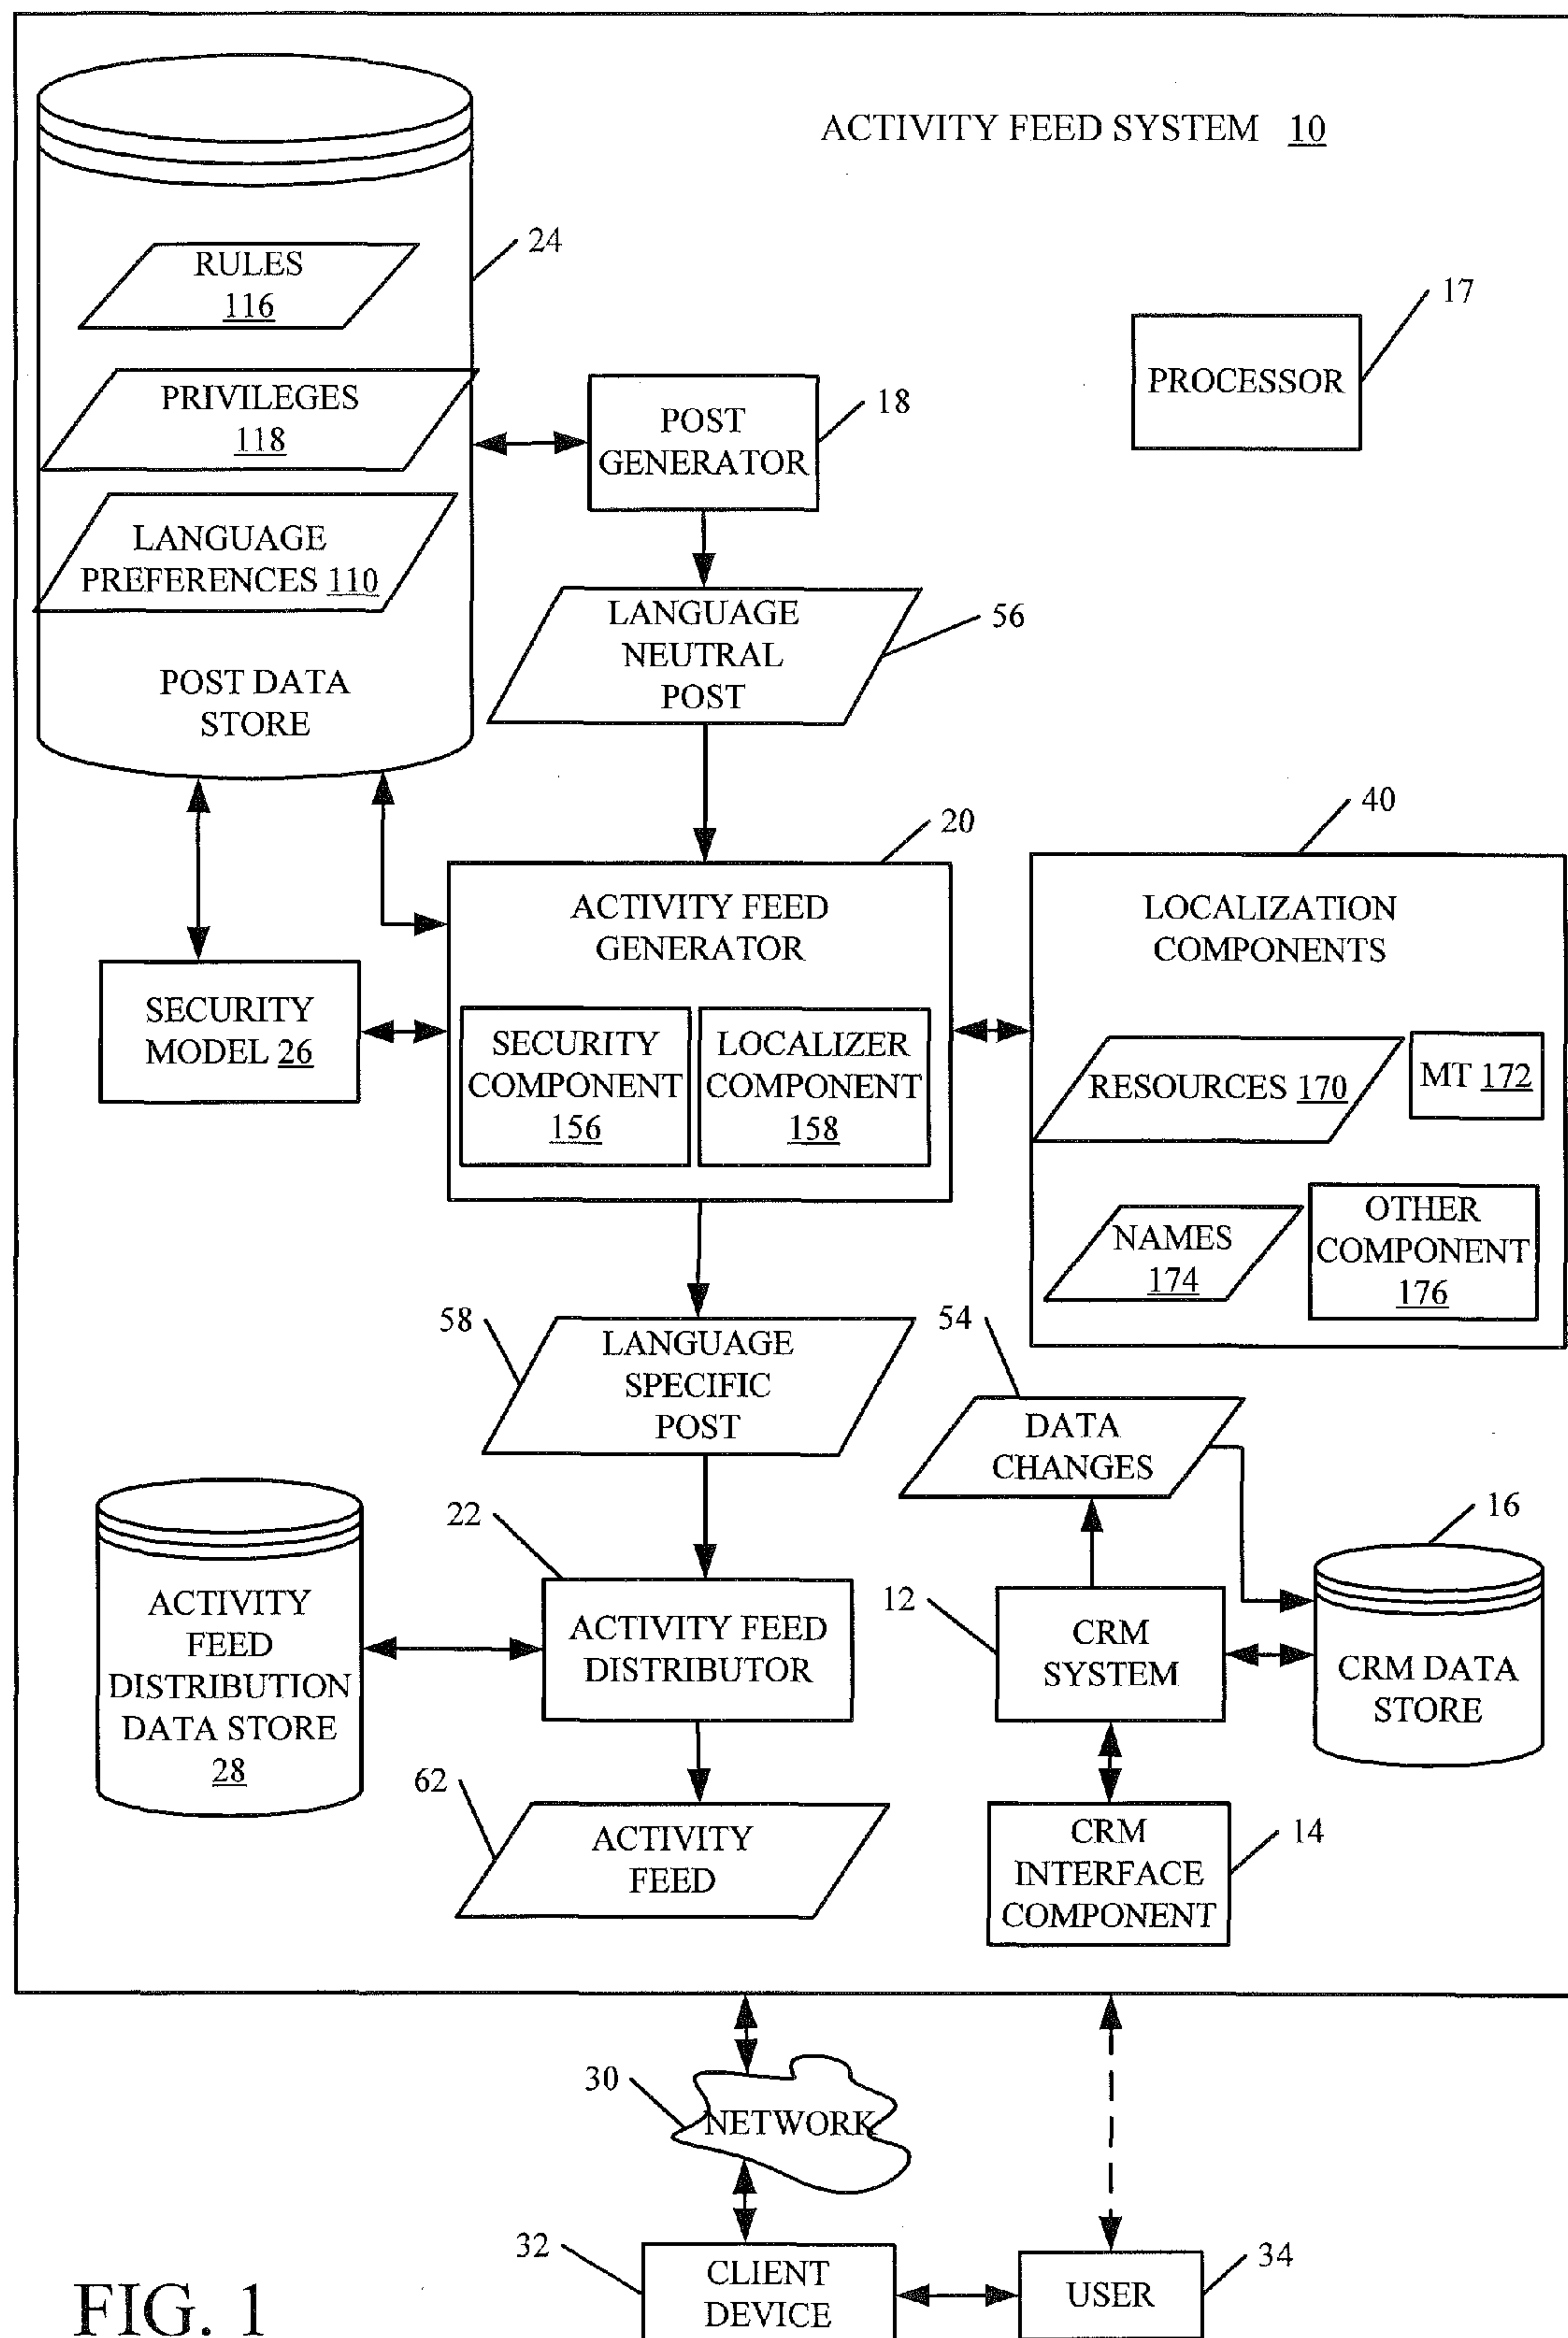 ACTIVITY FEED SYSTEM 10
24
RULES
116
PRIVILEGES
118
LANGUAGE
PREFERENCES 110
POST DATA
STORE
POST
GENERATOR
18
PROCESSOR
17
LANGUAGE
NEUTRAL
POST
56
20
ACTIVITY FEED
GENERATOR
SECURITY
COMPONENT
156
LOCALIZER
COMPONENT
158
SECURITY
MODEL 26
40
LOCALIZATION
COMPONENTS
RESOURCES 170
MT 172
NAMES
174
OTHER
COMPONENT
176
58
LANGUAGE
SPECIFIC
POST
54
DATA
CHANGES
ACTIVITY
FEED
DISTRIBUTION
DATA STORE
28
22
ACTIVITY FEED
DISTRIBUTOR
12
CRM
SYSTEM
16
CRM DATA
STORE
62
ACTIVITY
FEED
CRM
INTERFACE
COMPONENT
14
30
NETWORK
32
CLIENT
DEVICE
USER
34
FIG. 1